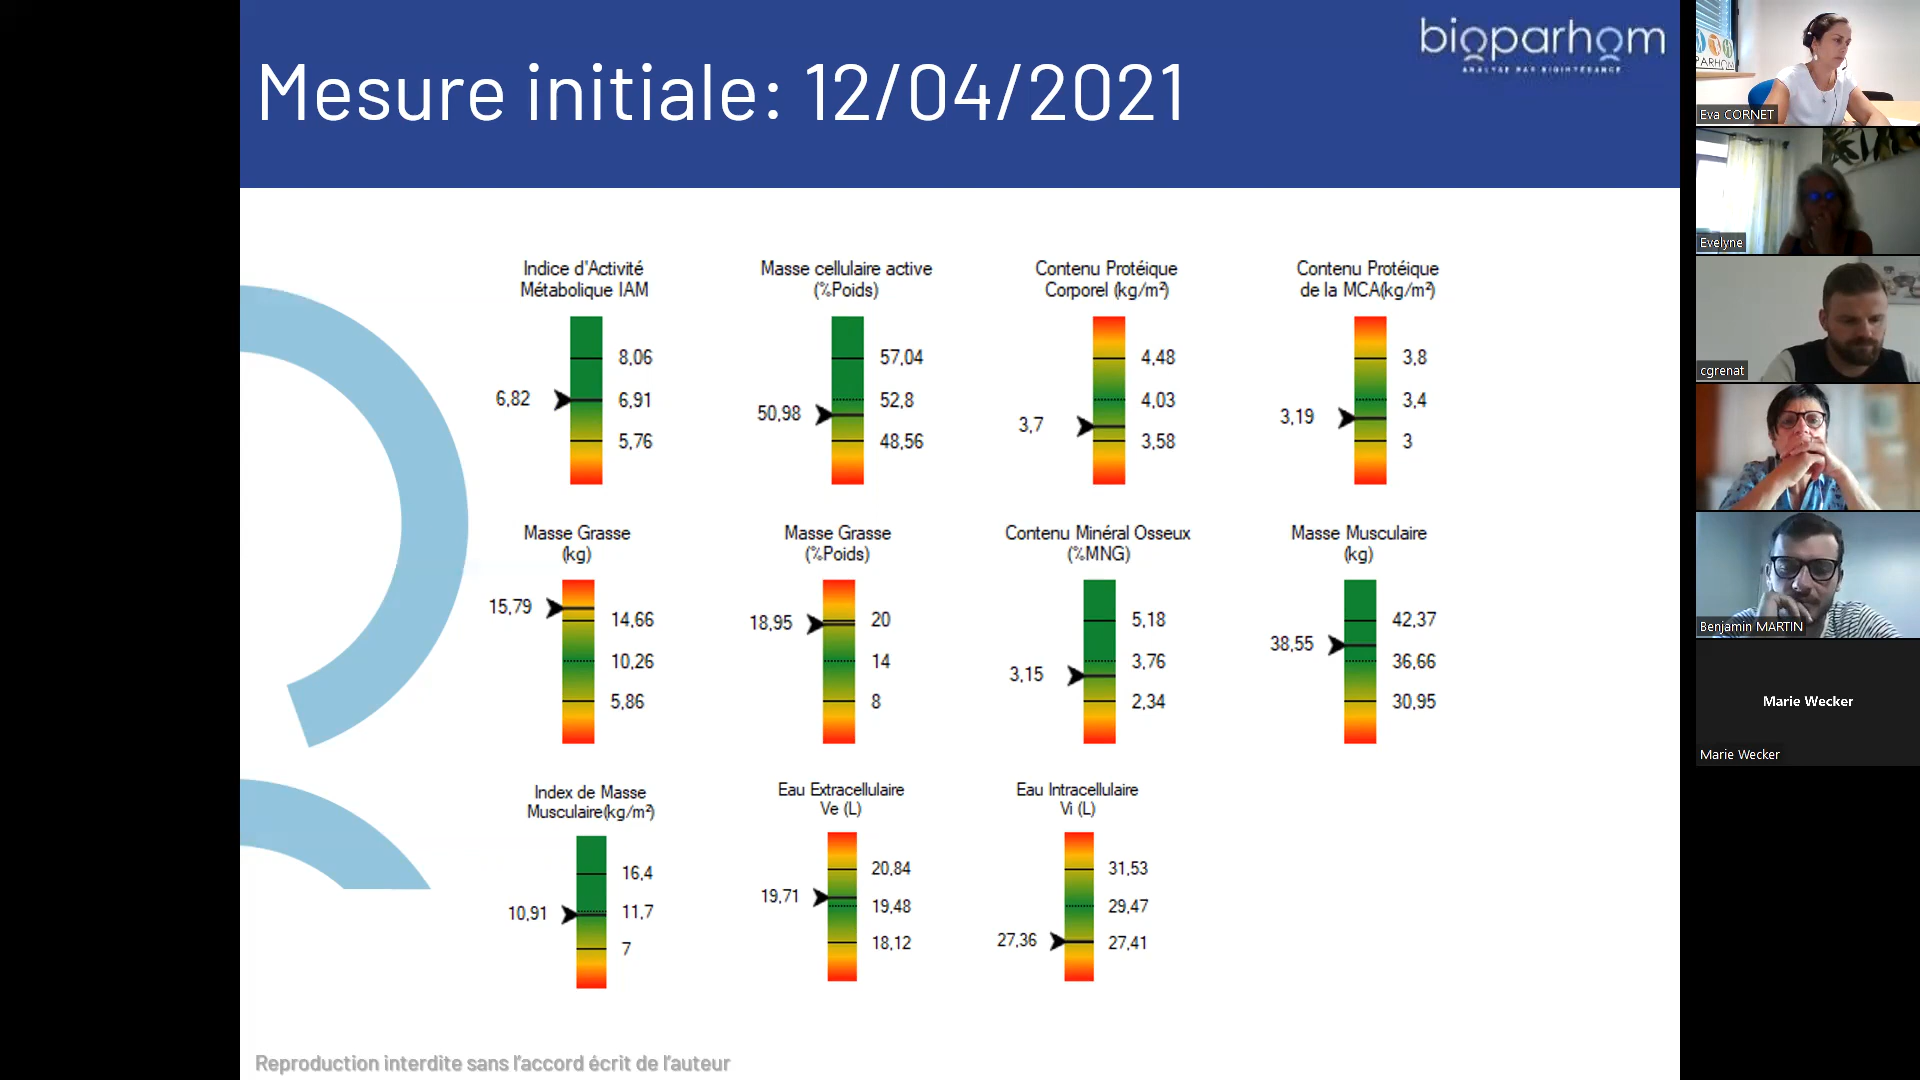 bioparhom
ANALYSE PAR BIOIMPÉDANCE
Mesure initiale: 12/04/2021
Indice d'Activité
Métabolique IAM
8,06
6,82
6,91
5,76
Masse cellulaire active
(%Poids)
57,04
52,8
50,98
48,56
Contenu Protéique
Corporel (kg/m²)
4,48
4,03
3,7
3,58
Contenu Protéique
de la MCA(kg/m²)
3,8
3,4
3,19
3
Masse Grasse
(kg)
15,79
14,66
10,26
5,86
Masse Grasse
(%Poids)
18,95
20
14
8
Contenu Minéral Osseux
(%MNG)
5,18
3,76
3,15
2,34
Masse Musculaire
(kg)
42,37
38,55
36,66
30,95
Index de Masse
Musculaire(kg/m²)
16,4
10,91
11,7
7
Eau Extracellulaire
Ve (L)
20,84
19,71
19,48
18,12
Eau Intracellulaire
Vi (L)
31,53
29,47
27,36
27,41
Reproduction interdite sans l'accord écrit de l'auteur
PARHOM
Eva CORNET
Evelyne
cgrenat
Benjamin MARTIN
Marie Wecker
Marie Wecker